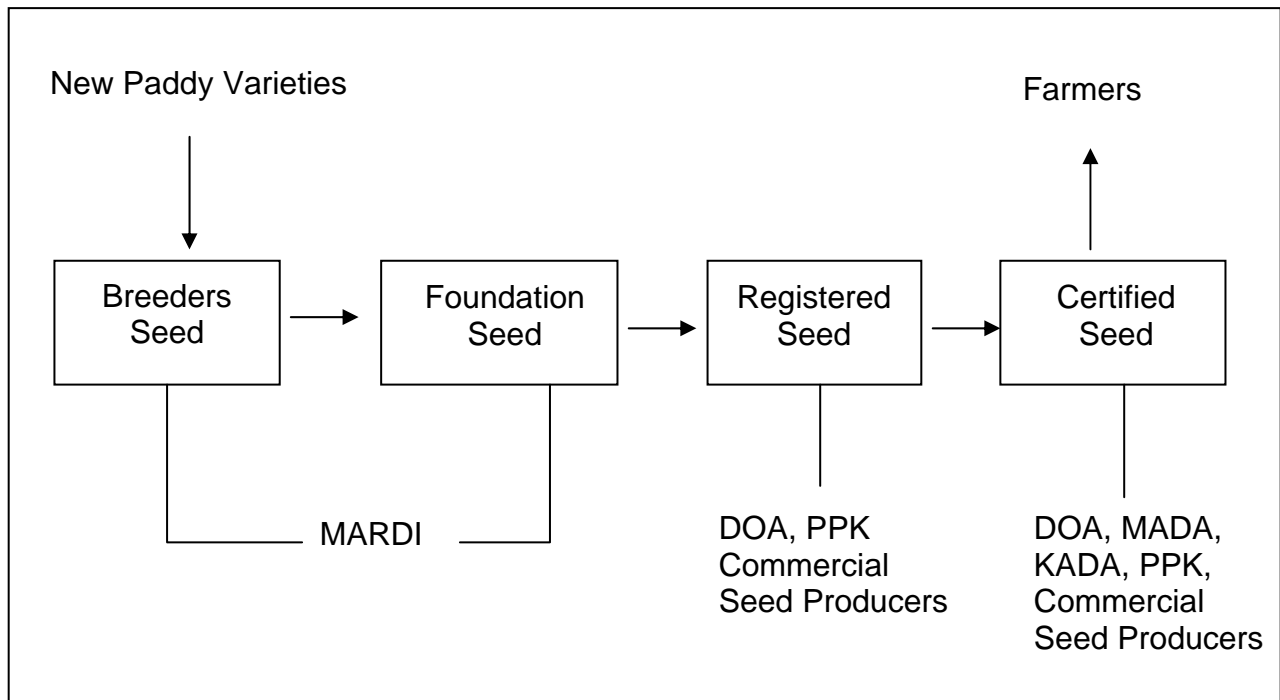 New Paddy Varieties
Farmers
Breeders
Seed
Foundation
Seed
Registered
Seed
Certified
Seed
MARDI
DOA, PPK
Commercial
Seed Producers
DOA, MADA,
KADA, PPK,
Commercial
Seed Producers